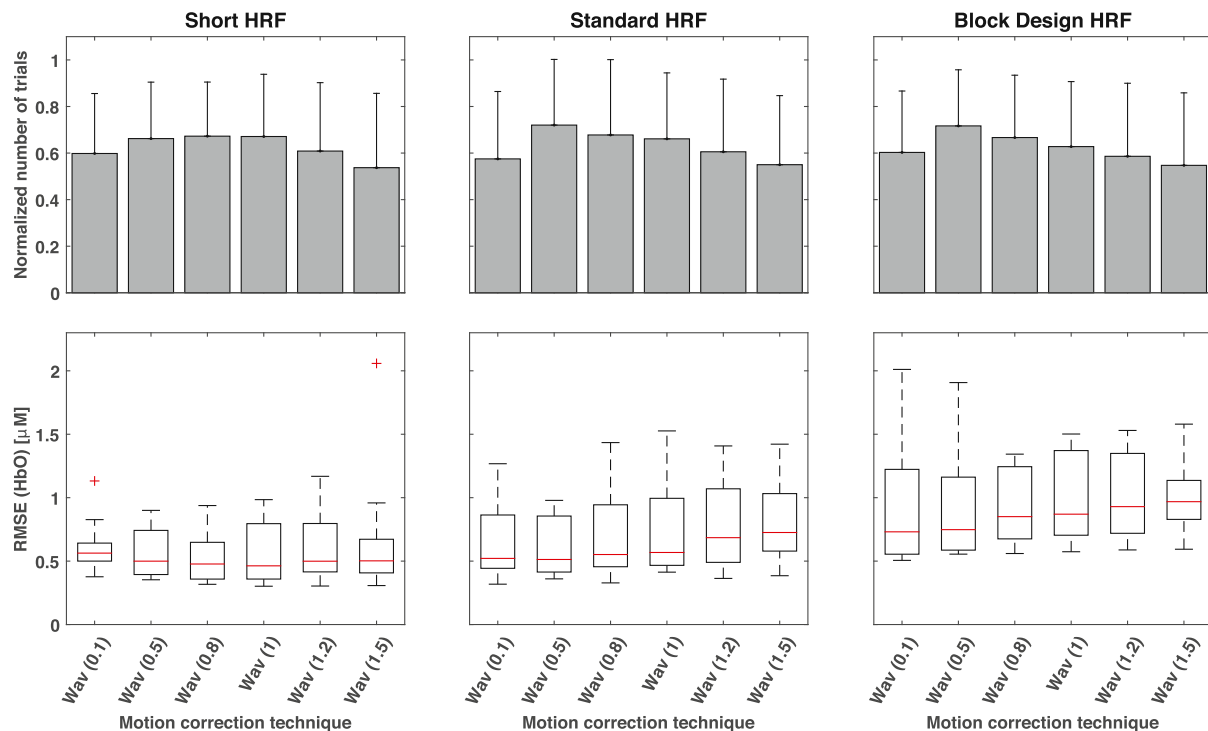 Short HRF
Standard HRF
Block Design HRF
Normalized number of trials
1
0.8
0.6
0.4
0.2
0
RMSE (HbO) [μM]
2
1.5
1
0.5
0
Wav (0.1)
Wav (0.5)
Wav (0.8)
Wav (1)
Wav (1.2)
Wav (1.5)
Wav (0.1)
Wav (0.5)
Wav (0.8)
Wav (1)
Wav (1.2)
Wav (1.5)
Wav (0.1)
Wav (0.5)
Wav (0.8)
Wav (1)
Wav (1.2)
Wav (1.5)
Motion correction technique
Motion correction technique
Motion correction technique